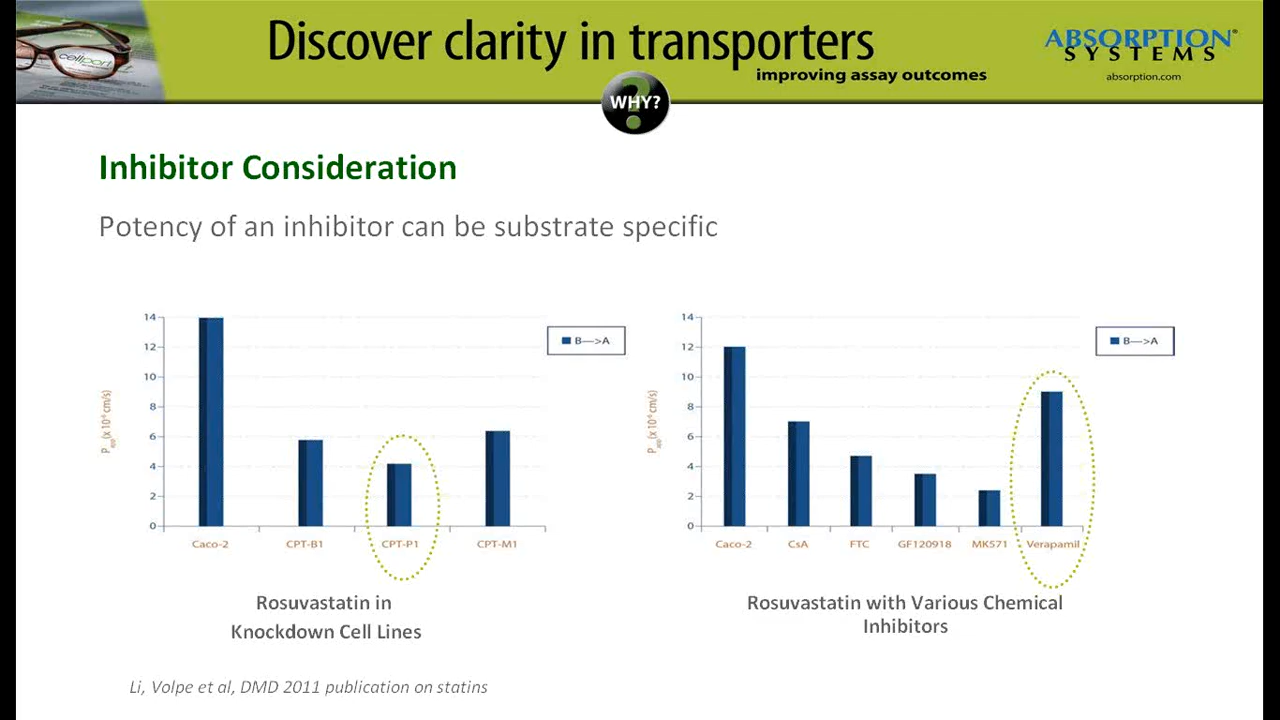 Discover clarity in transporters
improving assay outcomes
ABSORPTION®
SYSTEMS
absorption.com
cellport
WHY?
Inhibitor Consideration
Potency of an inhibitor can be substrate specific
14
12
10
8
6
4
2
0
Papp (x 10⁻⁶ cm/s)
B—>A
Caco-2 CPT-B1 CPT-P1 CPT-M1
Rosuvastatin in
Knockdown Cell Lines
14
12
10
8
6
4
2
0
Papp (x 10⁻⁶ cm/s)
B—>A
Caco-2 CsA FTC GF120918 MK571 Verapamil
Rosuvastatin with Various Chemical
Inhibitors
Li, Volpe et al, DMD 2011 publication on statins